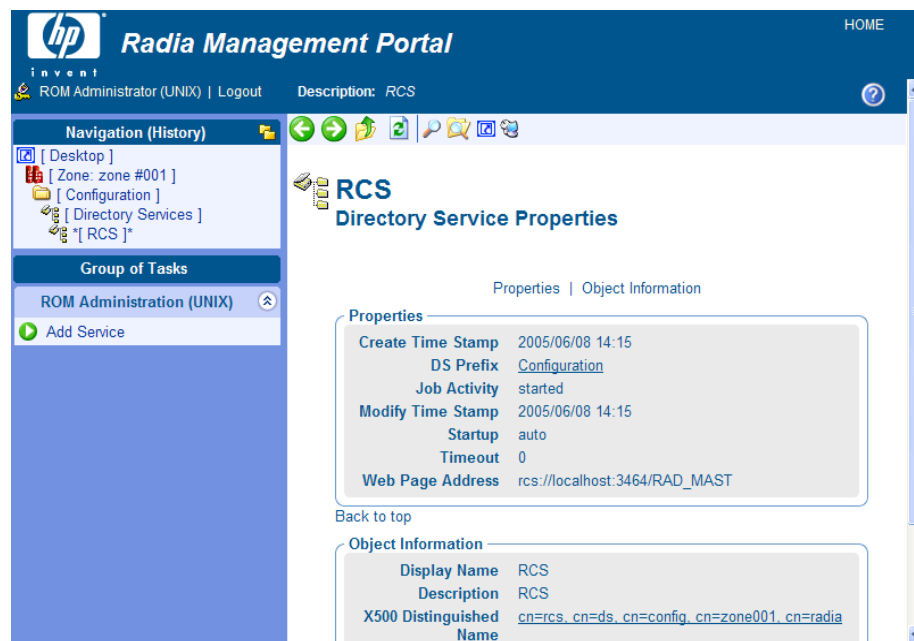 hp
invent
Radia Management Portal
HOME
ROM Administrator (UNIX) | Logout
Description: RCS
?
Navigation (History)
[ Desktop ]
[ Zone: zone #001 ]
[ Configuration ]
[ Directory Services ]
*[ RCS ]*
Group of Tasks
ROM Administration (UNIX)
Add Service
RCS
Directory Service Properties
Properties | Object Information
Properties
Create Time Stamp 2005/06/08 14:15
DS Prefix Configuration
Job Activity started
Modify Time Stamp 2005/06/08 14:15
Startup auto
Timeout 0
Web Page Address rcs://localhost:3464/RAD_MAST
Back to top
Object Information
Display Name RCS
Description RCS
X500 Distinguished cn=rcs, cn=ds, cn=config, cn=zone001, cn=radia
Name